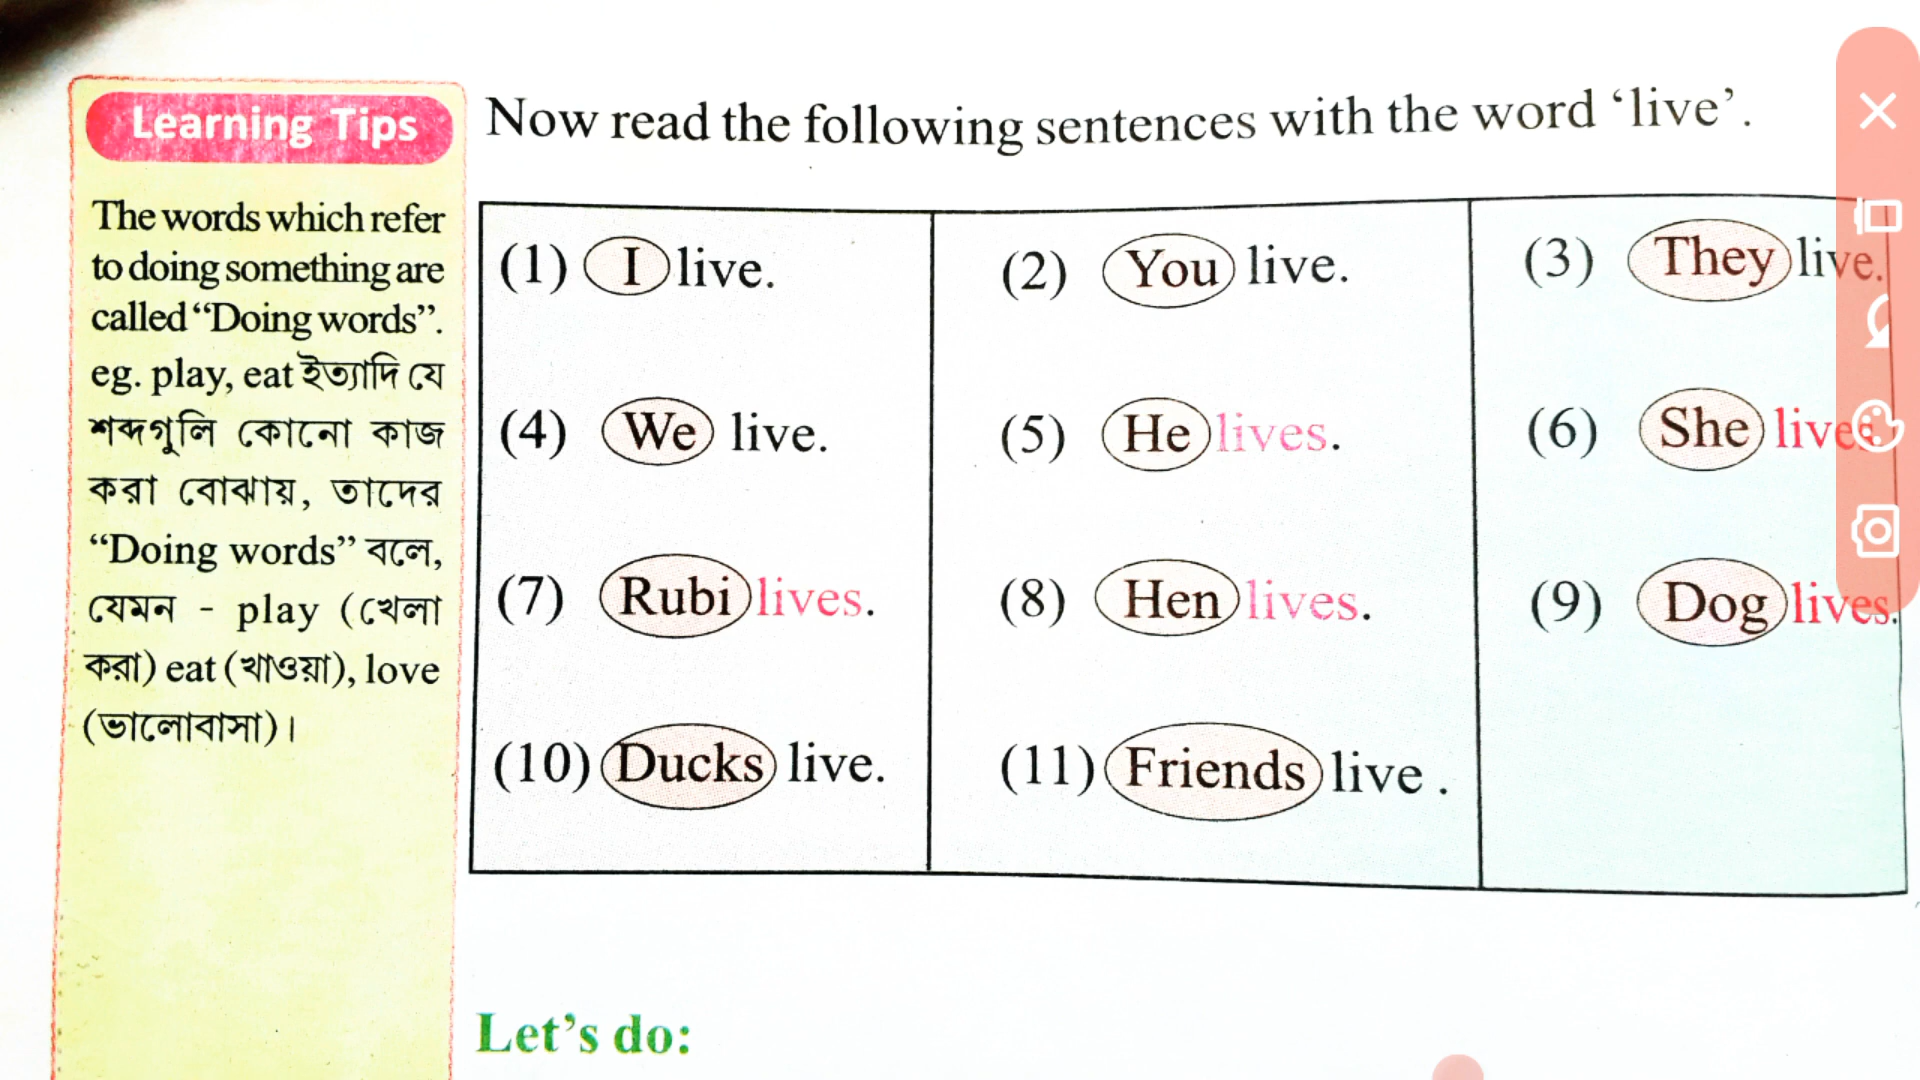 Learning Tips
The words which refer
to doing something are
called “Doing words”.
eg. play, eat ইত্যাদি যে
শব্দগুলি কোনো কাজ
করা বোঝায়, তাদের
“Doing words” বলে,
যেমন - play (খেলা
করা) eat (খাওয়া), love
(ভালোবাসা)।
Now read the following sentences with the word ‘live’.
(1) I live. (2) You live. (3) They live.
(4) We live. (5) He lives. (6) She lives.
(7) Rubi lives. (8) Hen lives. (9) Dog lives.
(10) Ducks live. (11) Friends live .
Let’s do: